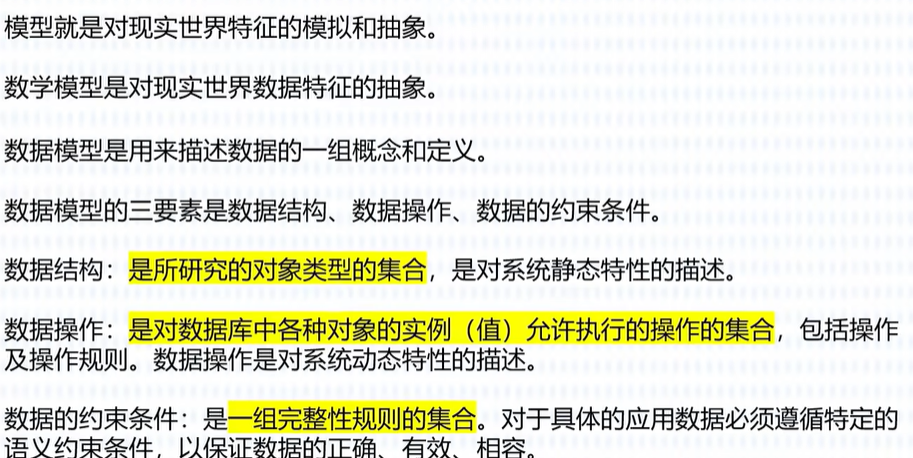 模型就是对现实世界特征的模拟和抽象。
数学模型是对现实世界数据特征的抽象。
数据模型是用来描述数据的一组概念和定义。
数据模型的三要素是数据结构、数据操作、数据的约束条件。
数据结构：是所研究的对象类型的集合，是对系统静态特性的描述。
数据操作：是对数据库中各种对象的实例（值）允许执行的操作的集合，包括操作
及操作规则。数据操作是对系统动态特性的描述。
数据的约束条件：是一组完整性规则的集合。对于具体的应用数据必须遵循特定的
语义约束条件，以保证数据的正确、有效、相容。